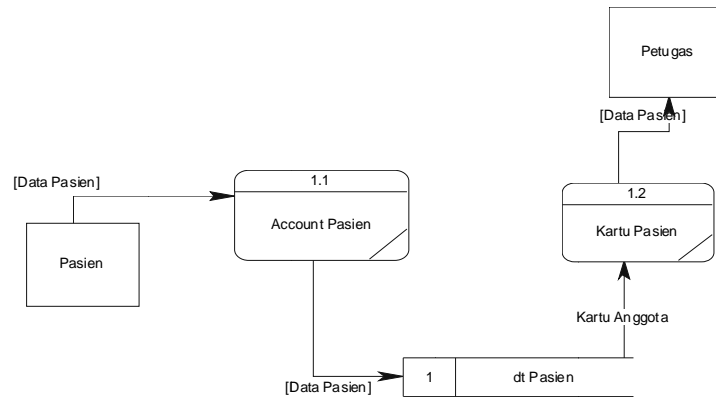 Petugas
[Data Pasien]
[Data Pasien]
1.1
Account Pasien
1.2
Kartu Pasien
Pasien
Kartu Anggota
1
dt Pasien
[Data Pasien]